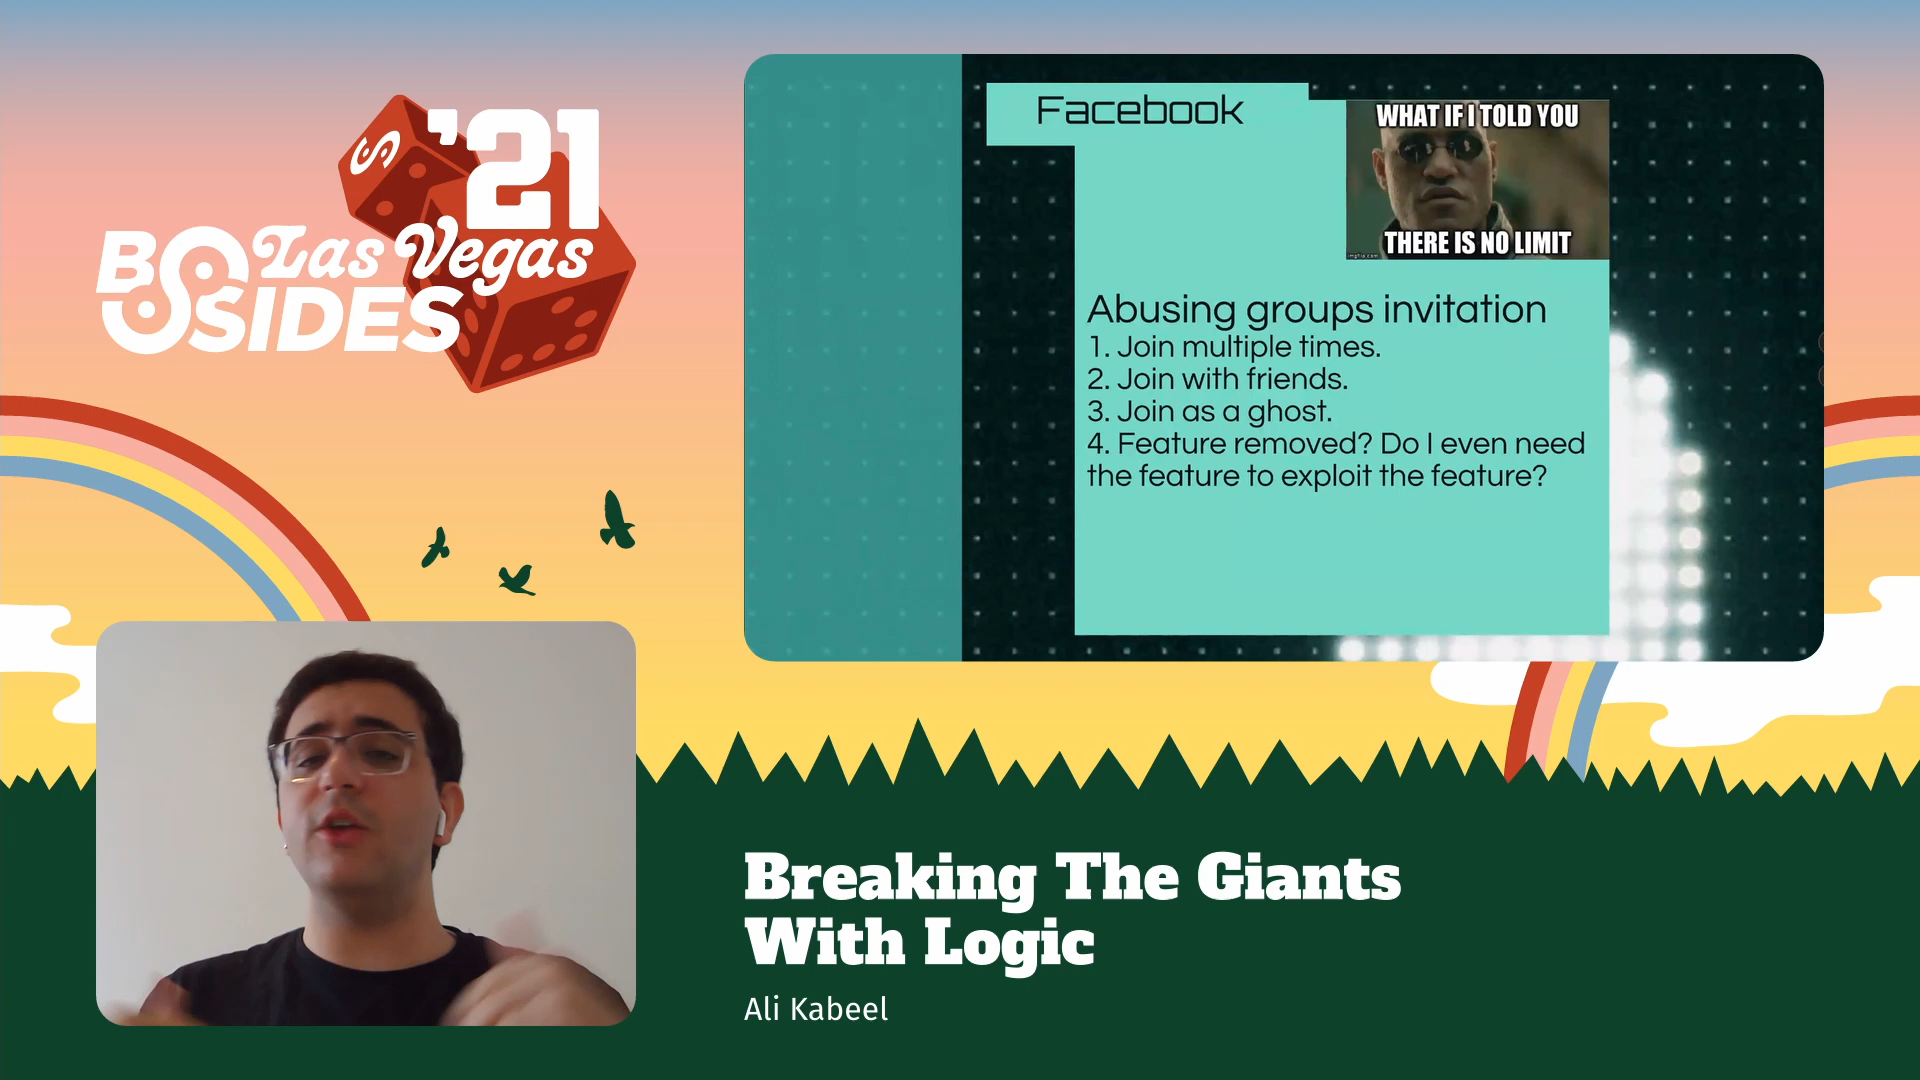 '21
S
BSIDES Las Vegas
Facebook
WHAT IF I TOLD YOU
THERE IS NO LIMIT
imgflip.com
Abusing groups invitation
1. Join multiple times.
2. Join with friends.
3. Join as a ghost.
4. Feature removed? Do I even need
the feature to exploit the feature?
Breaking The Giants
With Logic
Ali Kabeel